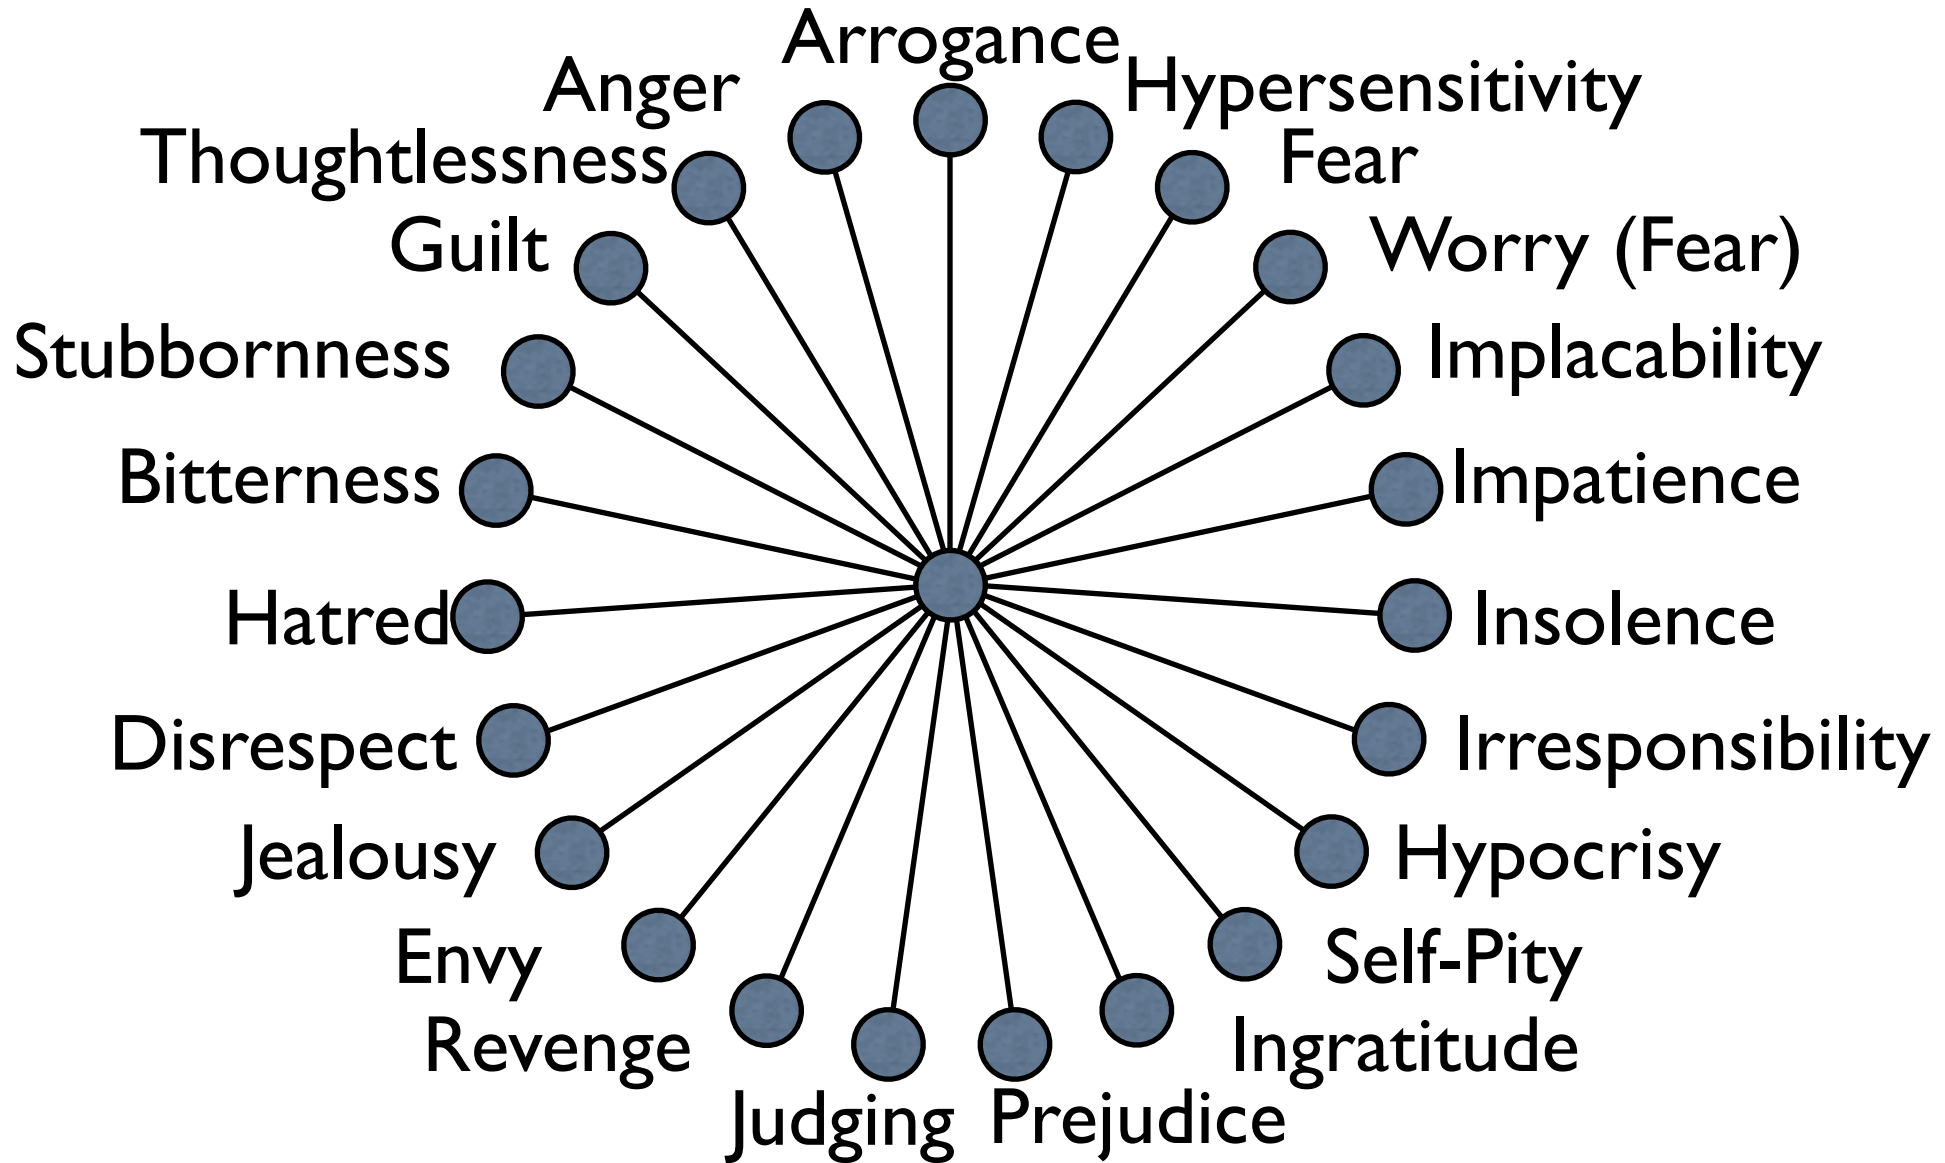 Arrogance
Hypersensitivity
Fear
Worry (Fear)
Implacability
Impatience
Insolence
Irresponsibility
Hypocrisy
Self-Pity
Ingratitude
Prejudice
Judging
Revenge
Envy
Jealousy
Disrespect
Hatred
Bitterness
Stubbornness
Guilt
Thoughtlessness
Anger